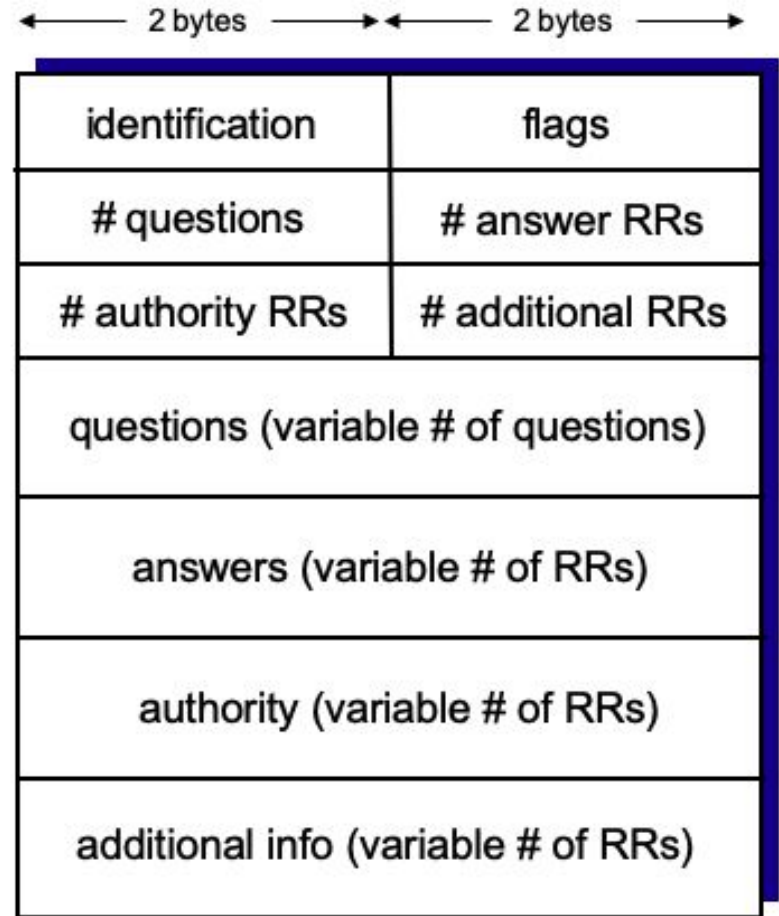 2 bytes 2 bytes
identification flags
# questions # answer RRs
# authority RRs # additional RRs
questions (variable # of questions)
answers (variable # of RRs)
authority (variable # of RRs)
additional info (variable # of RRs)